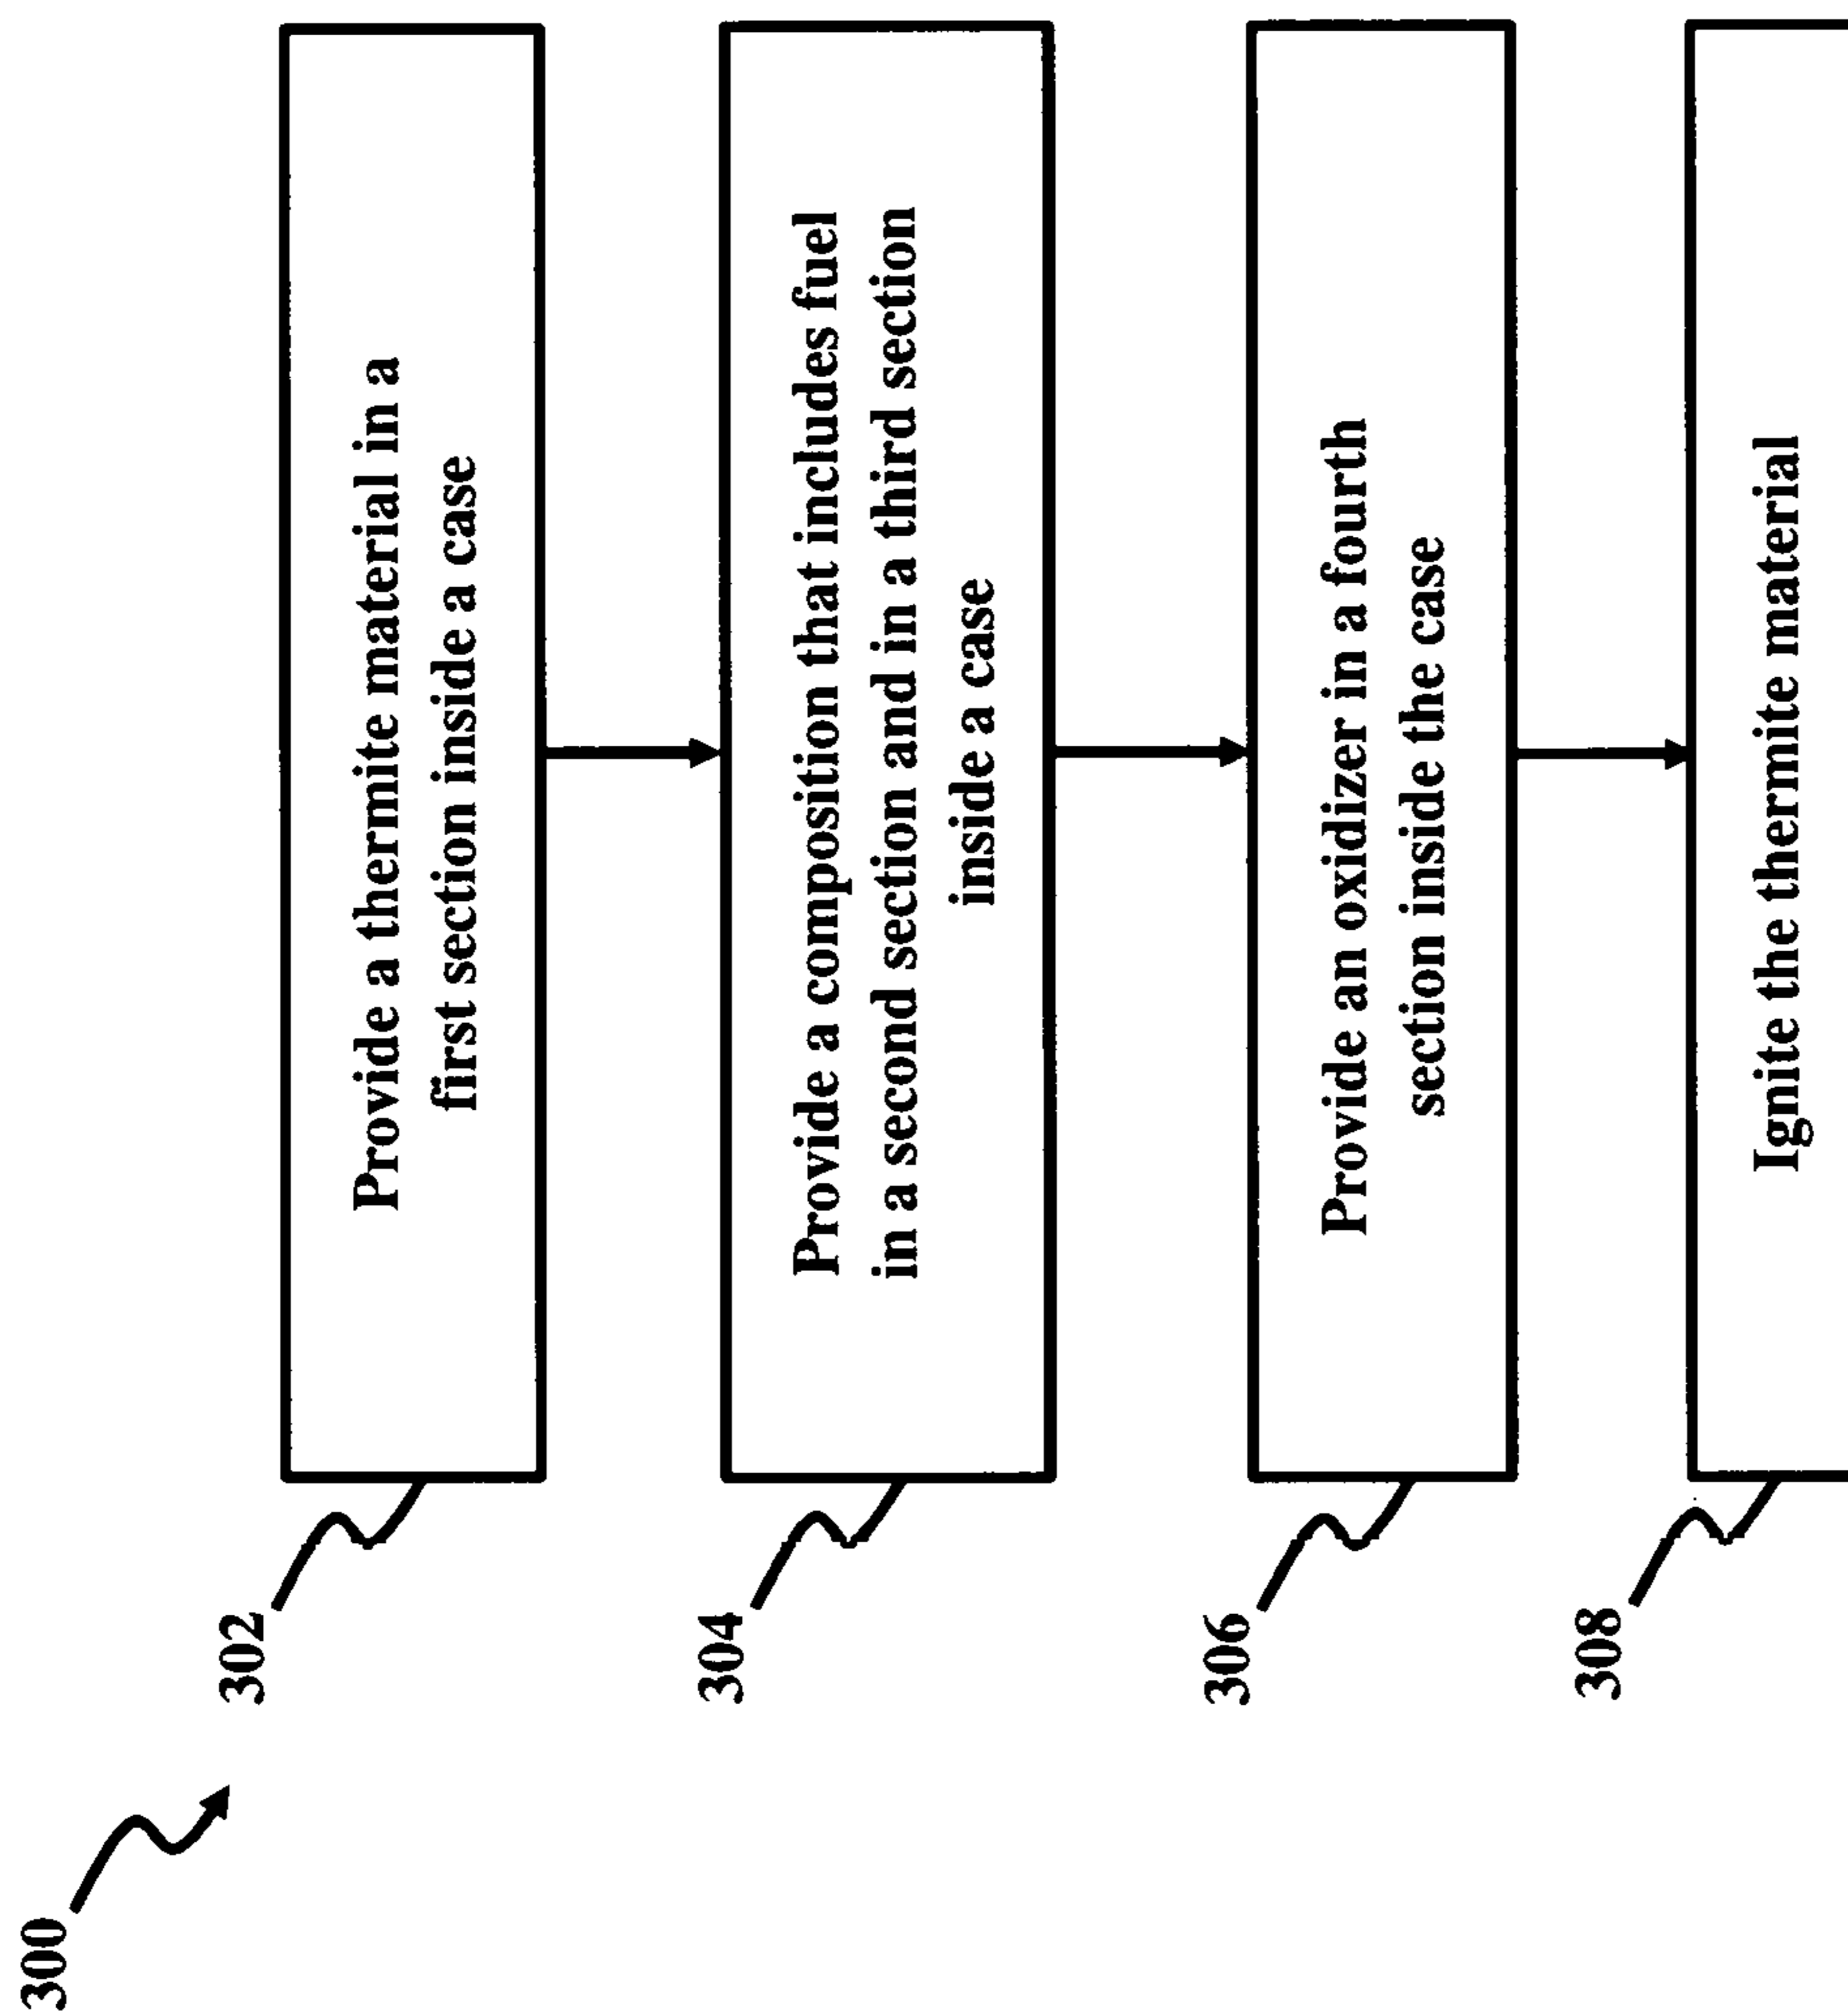 300
302
Provide a thermite material in a
first section inside a case
304
Provide a composition that includes fuel
in a second section and in a third section
inside a case
306
Provide an oxidizer in a fourth
section inside the case
308
Ignite the thermite material